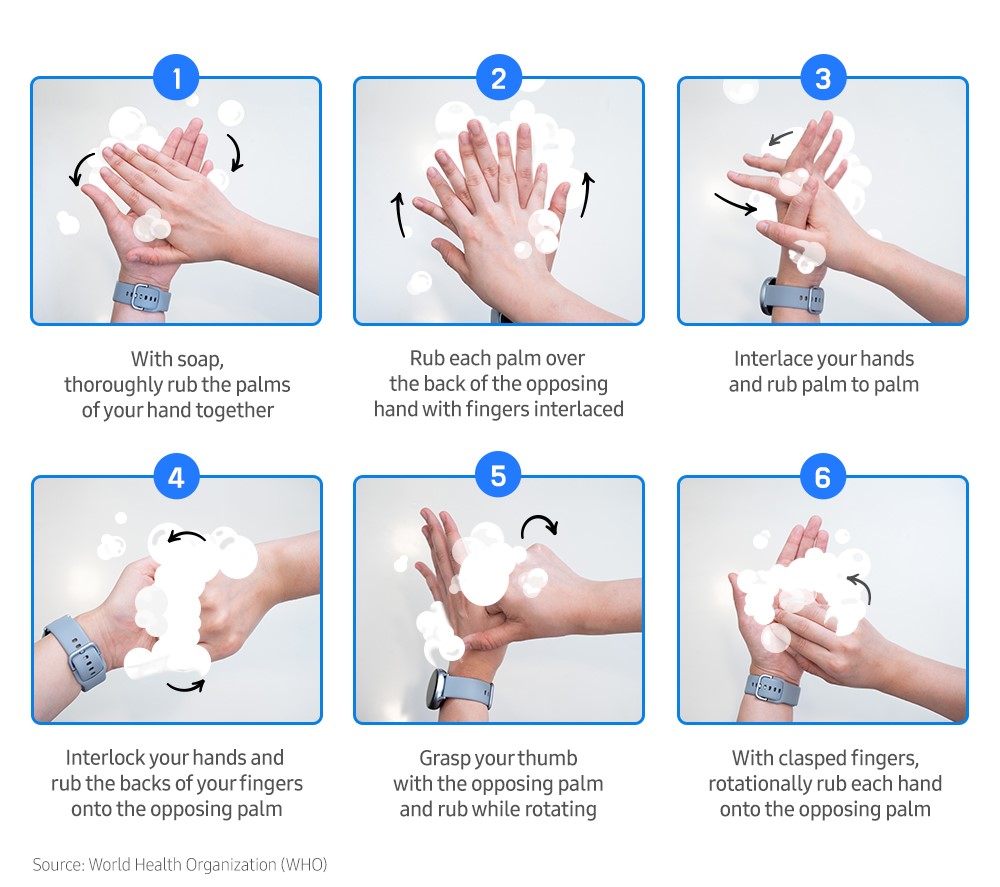 1
2
3
With soap,
thoroughly rub the palms
of your hand together
Rub each palm over
the back of the opposing
hand with fingers interlaced
Interlace your hands
and rub palm to palm
4
5
6
Interlock your hands and
rub the backs of your fingers
onto the opposing palm
Grasp your thumb
with the opposing palm
and rub while rotating
With clasped fingers,
rotationally rub each hand
onto the opposing palm
Source: World Health Organization (WHO)